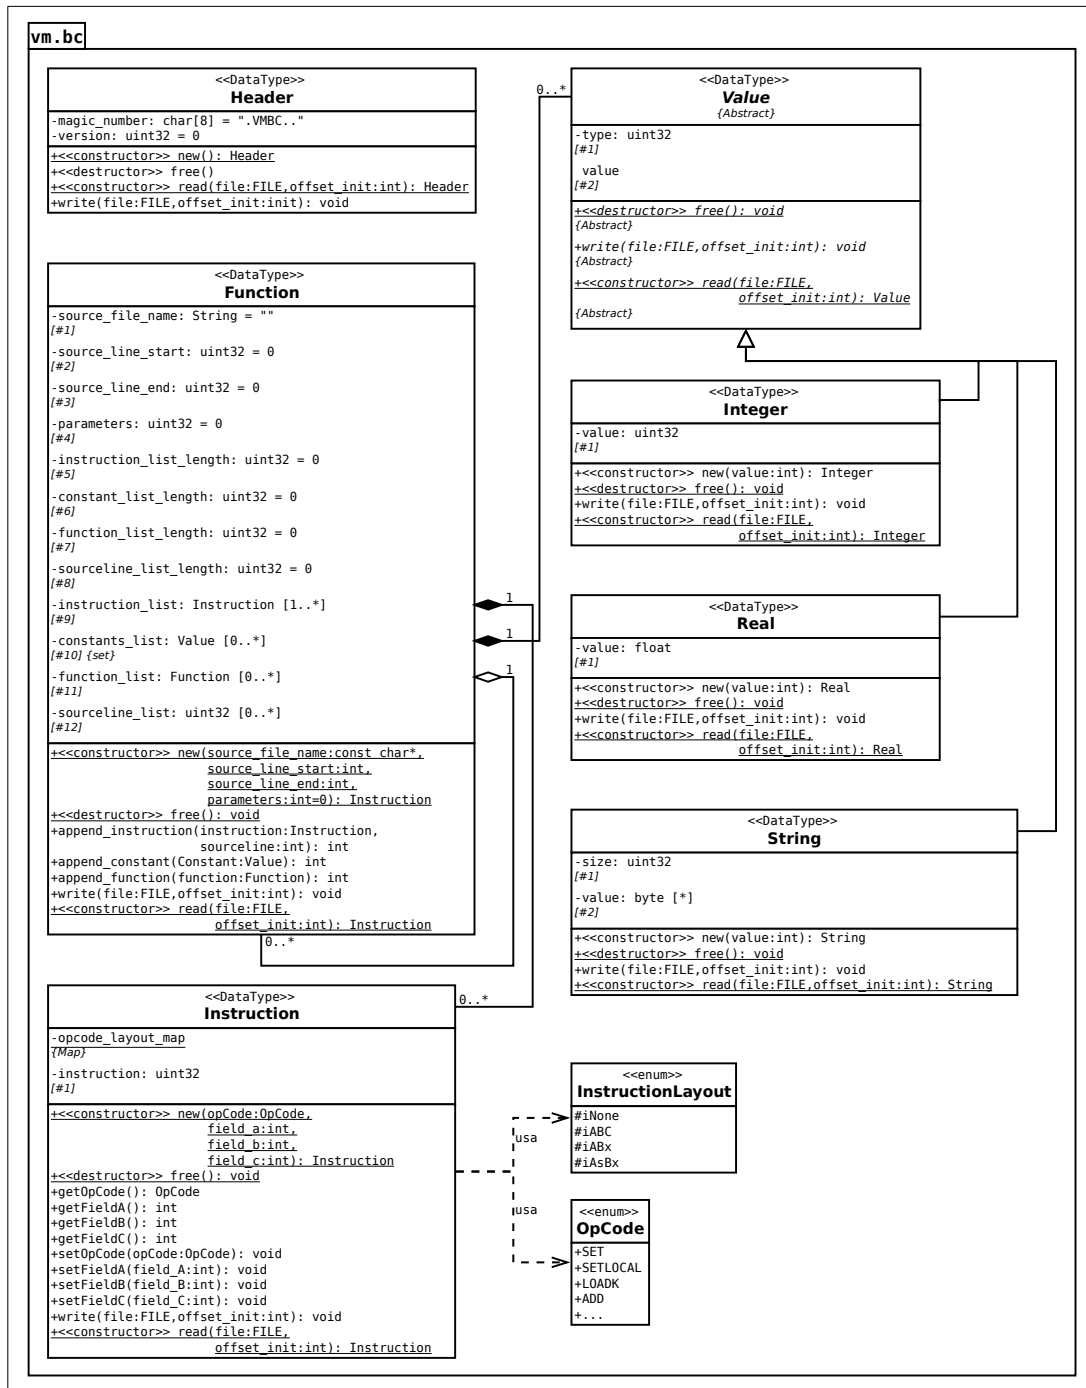 vm.bc
<<DataType>>
Header
-magic_number: char[8] = ".VMBC.."
-version: uint32 = 0
+<<constructor>> new(): Header
+<<destructor>> free()
+<<constructor>> read(file:FILE,offset_init:int): Header
+write(file:FILE,offset_init:init): void
<<DataType>>
Function
-source_file_name: String = ""
[#1]
-source_line_start: uint32 = 0
[#2]
-source_line_end: uint32 = 0
[#3]
-parameters: uint32 = 0
[#4]
-instruction_list_length: uint32 = 0
[#5]
-constant_list_length: uint32 = 0
[#6]
-function_list_length: uint32 = 0
[#7]
-sourceline_list_length: uint32 = 0
[#8]
-instruction_list: Instruction [1..*]
[#9]
-constants_list: Value [0..*]
[#10] {set}
-function_list: Function [0..*]
[#11]
-sourceline_list: uint32 [0..*]
[#12]
+<<constructor>> new(source_file_name:const char*,
source_line_start:int,
source_line_end:int,
parameters:int=0): Instruction
+<<destructor>> free(): void
+append_instruction(instruction:Instruction,
sourceline:int): int
+append_constant(Constant:Value): int
+append_function(function:Function): int
+write(file:FILE,offset_init:int): void
+<<constructor>> read(file:FILE,
offset_init:int): Instruction
1
1
1
0..*
0..*
0..*
<<DataType>>
Instruction
-opcode_layout_map
{Map}
-instruction: uint32
[#1]
+<<constructor>> new(opCode:OpCode,
field_a:int,
field_b:int,
field_c:int): Instruction
+<<destructor>> free(): void
+getOpCode(): OpCode
+getFieldA(): int
+getFieldB(): int
+getFieldC(): int
+setOpCode(opCode:OpCode): void
+setFieldA(field_A:int): void
+setFieldB(field_B:int): void
+setFieldC(field_C:int): void
+write(file:FILE,offset_init:int): void
+<<constructor>> read(file:FILE,
offset_init:int): Instruction
<<DataType>>
Value
{Abstract}
-type: uint32
[#1]
value
[#2]
+<<destructor>> free(): void
{Abstract}
+write(file:FILE,offset_init:int): void
{Abstract}
+<<constructor>> read(file:FILE,
offset_init:int): Value
{Abstract}
<<DataType>>
Integer
-value: uint32
[#1]
+<<constructor>> new(value:int): Integer
+<<destructor>> free(): void
+write(file:FILE,offset_init:int): void
+<<constructor>> read(file:FILE,
offset_init:int): Integer
<<DataType>>
Real
-value: float
[#1]
+<<constructor>> new(value:int): Real
+<<destructor>> free(): void
+write(file:FILE,offset_init:int): void
+<<constructor>> read(file:FILE,
offset_init:int): Real
<<DataType>>
String
-size: uint32
[#1]
-value: byte [*]
[#2]
+<<constructor>> new(value:int): String
+<<destructor>> free(): void
+write(file:FILE,offset_init:int): void
+<<constructor>> read(file:FILE,offset_init:int): String
usa
usa
<<enum>>
InstructionLayout
#iNone
#iABC
#iABx
#iAsBx
<<enum>>
OpCode
+SET
+SETLOCAL
+LOADK
+ADD
+...